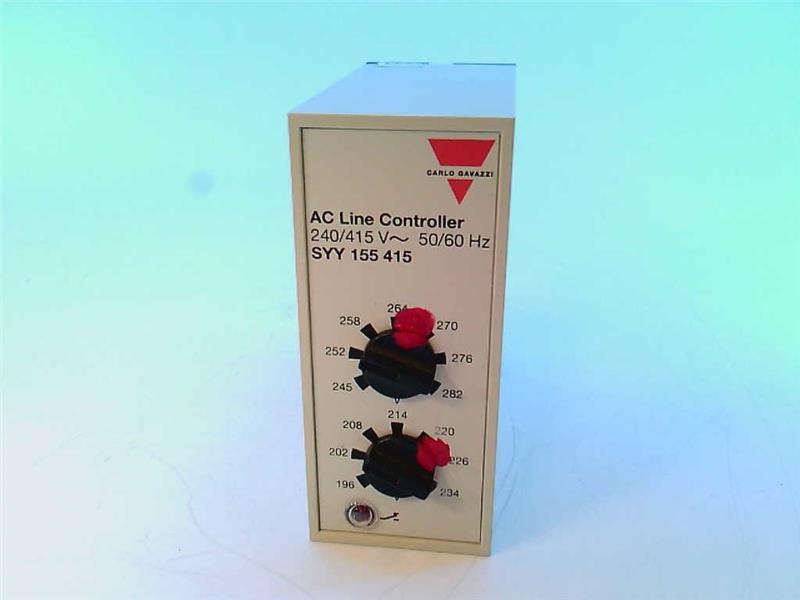 CARLO GAVAZZI
AC Line Controller
240/415 V~ 50/60 Hz
SYY 155 415
264
258 270
252 276
245 282
V
214
208 220
202 226
196 234